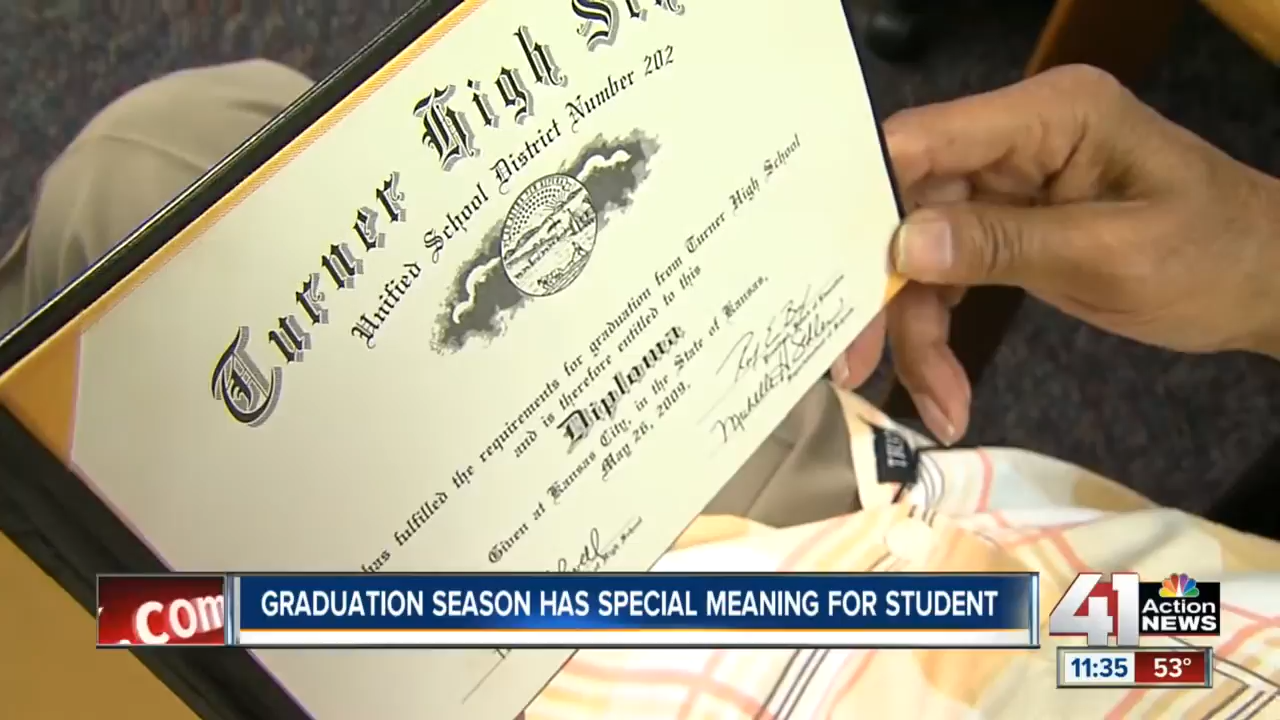 Turner High
Unified School District Number 202
has fulfilled the requirements for graduation from Turner High School
and is therefore entitled to this
Diploma
Given at Kansas City, in the State of Kansas,
May 26, 2009.
.com
GRADUATION SEASON HAS SPECIAL MEANING FOR STUDENT
41 Action
NEWS
11:35 53°